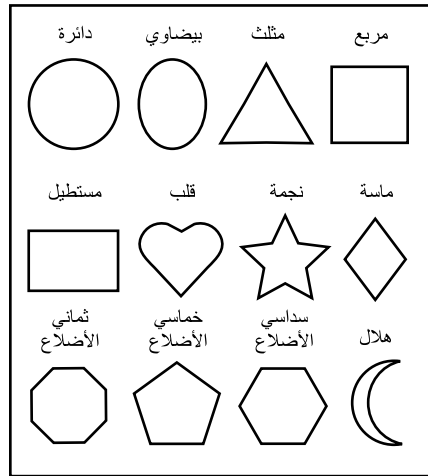 مربع
مثلث
بيضاوي
دائرة
ماسة
نجمة
قلب
مستطيل
هلال
سداسي
الأضلاع
خماسي
الأضلاع
ثماني
الأضلاع